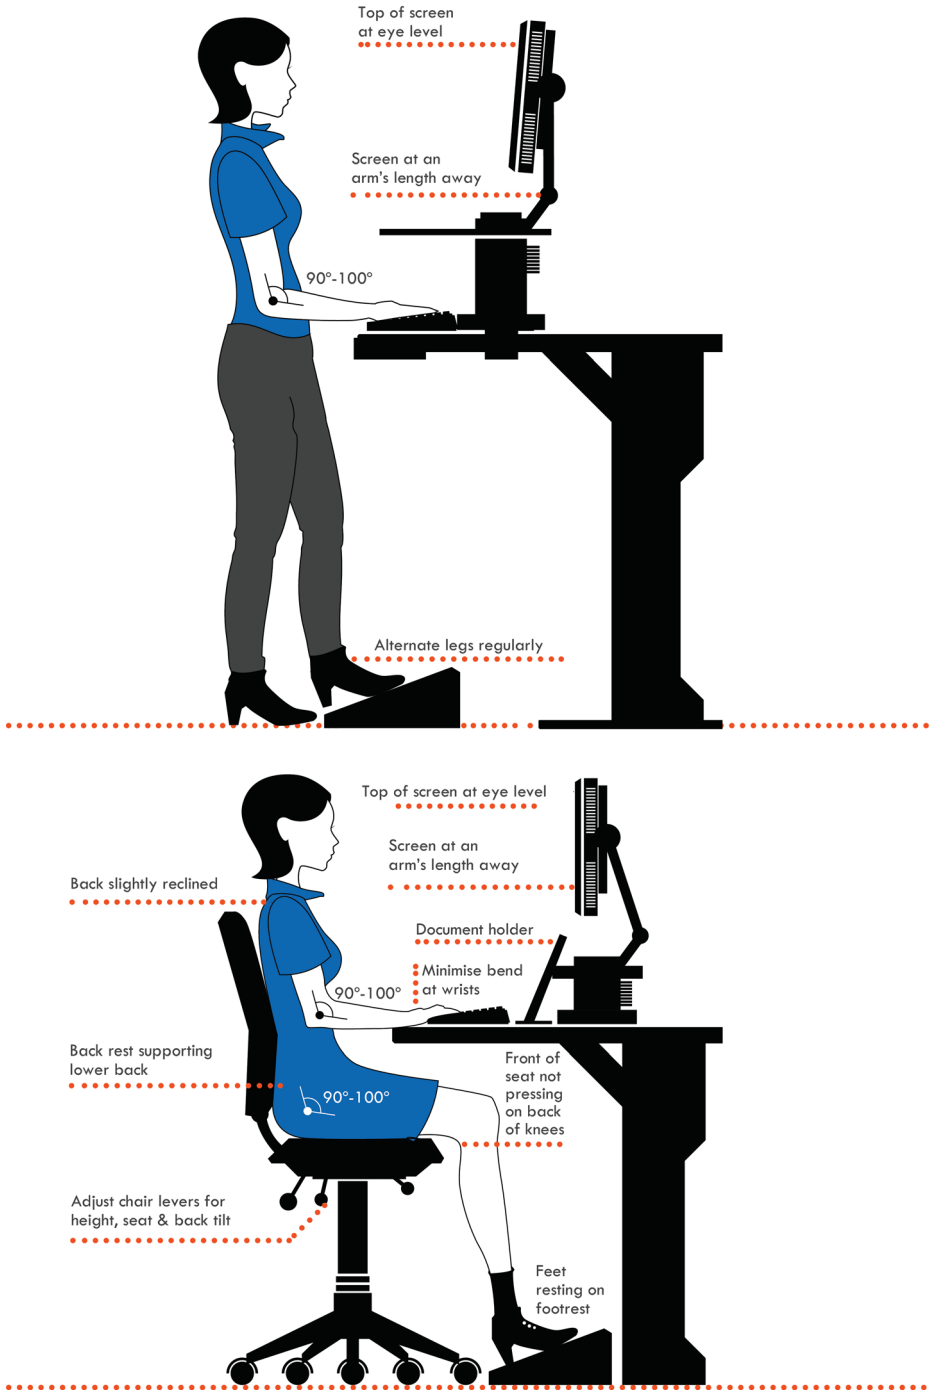 Top of screen
at eye level
Screen at an
arm's length away
90°-100°
Alternate legs regularly
Top of screen at eye level
Screen at an
arm's length away
Back slightly reclined
Document holder
Minimise bend
at wrists
90°-100°
Back rest supporting
lower back
Front of
seat not
pressing
on back
of knees
90°-100°
Adjust chair levers for
height, seat & back tilt
Feet
resting on
footrest